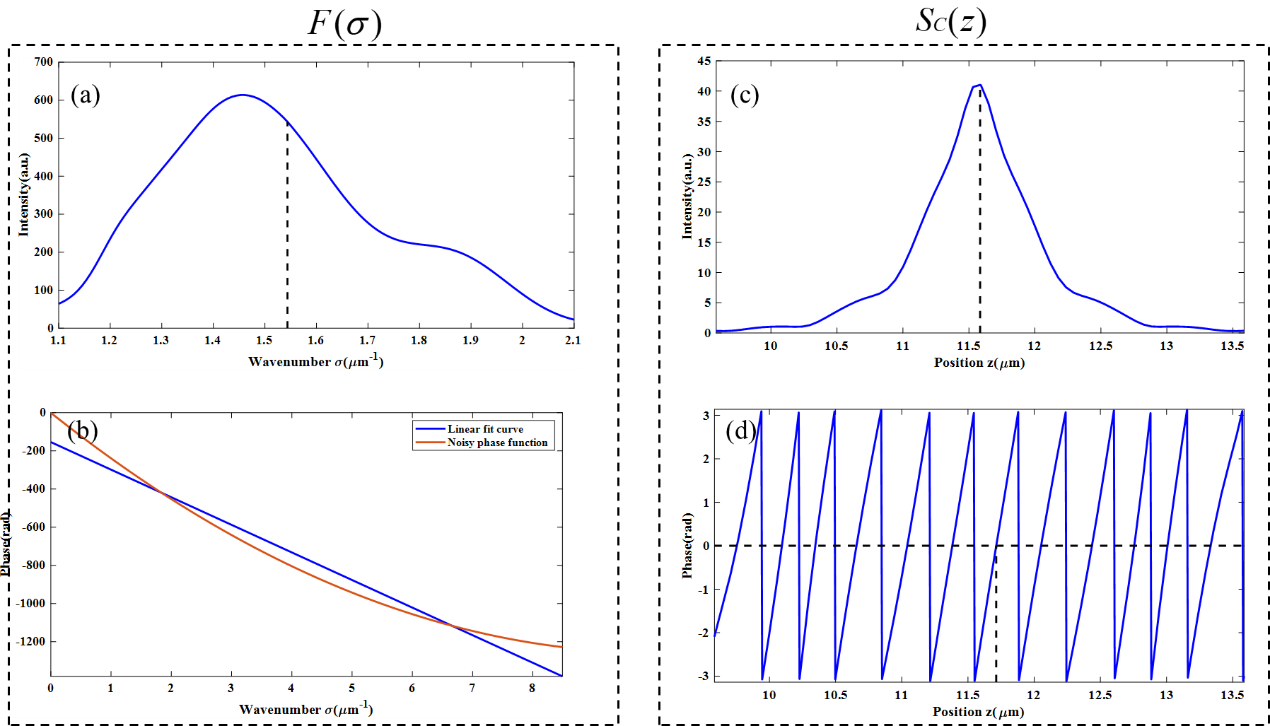 F(σ)
Sc(z)
(a)
700
600
500
400
300
200
100
0
Intensity(a.u.)
1.1 1.2 1.3 1.4 1.5 1.6 1.7 1.8 1.9 2 2.1
Wavenumber σ(μm-1)
(b)
0
-200
-400
-600
-800
-1000
-1200
Phase(rad)
Linear fit curve
Noisy phase function
0 1 2 3 4 5 6 7 8
Wavenumber σ(μm-1)
(c)
45
40
35
30
25
20
15
10
5
0
Intensity(a.u.)
10 10.5 11 11.5 12 12.5 13 13.5
Position z(μm)
(d)
3
2
1
0
-1
-2
-3
Phase(rad)
10 10.5 11 11.5 12 12.5 13 13.5
Position z(μm)